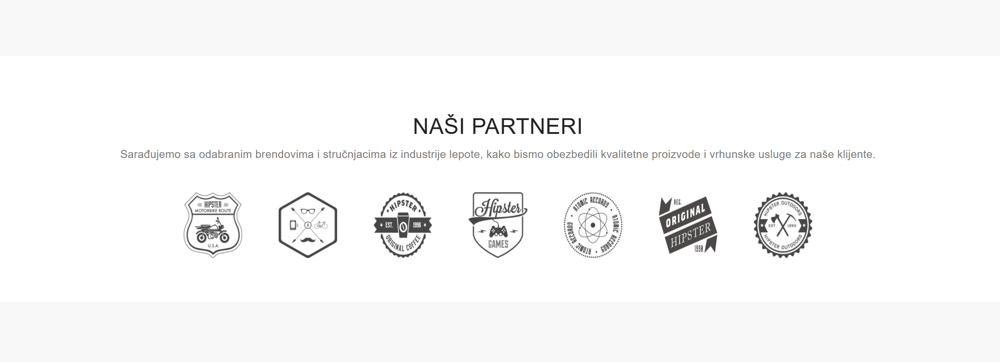 NAŠI PARTNERI
Sarađujemo sa odabranim brendovima i stručnjacima iz industrije lepote, kako bismo obezbedili kvalitetne proizvode i vrhunske usluge za naše klijente.
HIPSTER
MOTORBIKE ROUTE
U.S.A.
HIPSTER
EST. 1996
ORIGINAL COFFEE
Hipster
GAMES
ATOMIC RECORDS • ATOMIC RECORDS • ATOMIC RECORDS •
REG.
ORIGINAL
HIPSTER
1998
HIPSTER OUTDOORS
EST. 1990
HIPSTER OUTDOORS